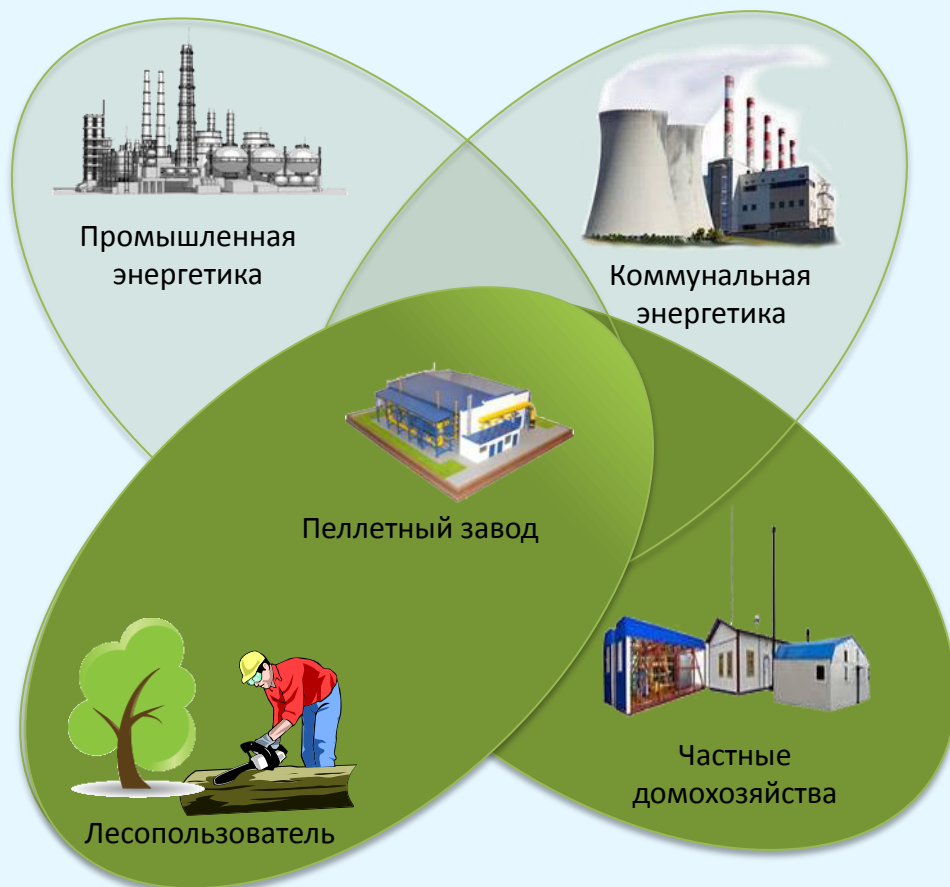 Промышленная
энергетика
Коммунальная
энергетика
Пеллетный завод
Частные
домохозяйства
Лесопользователь